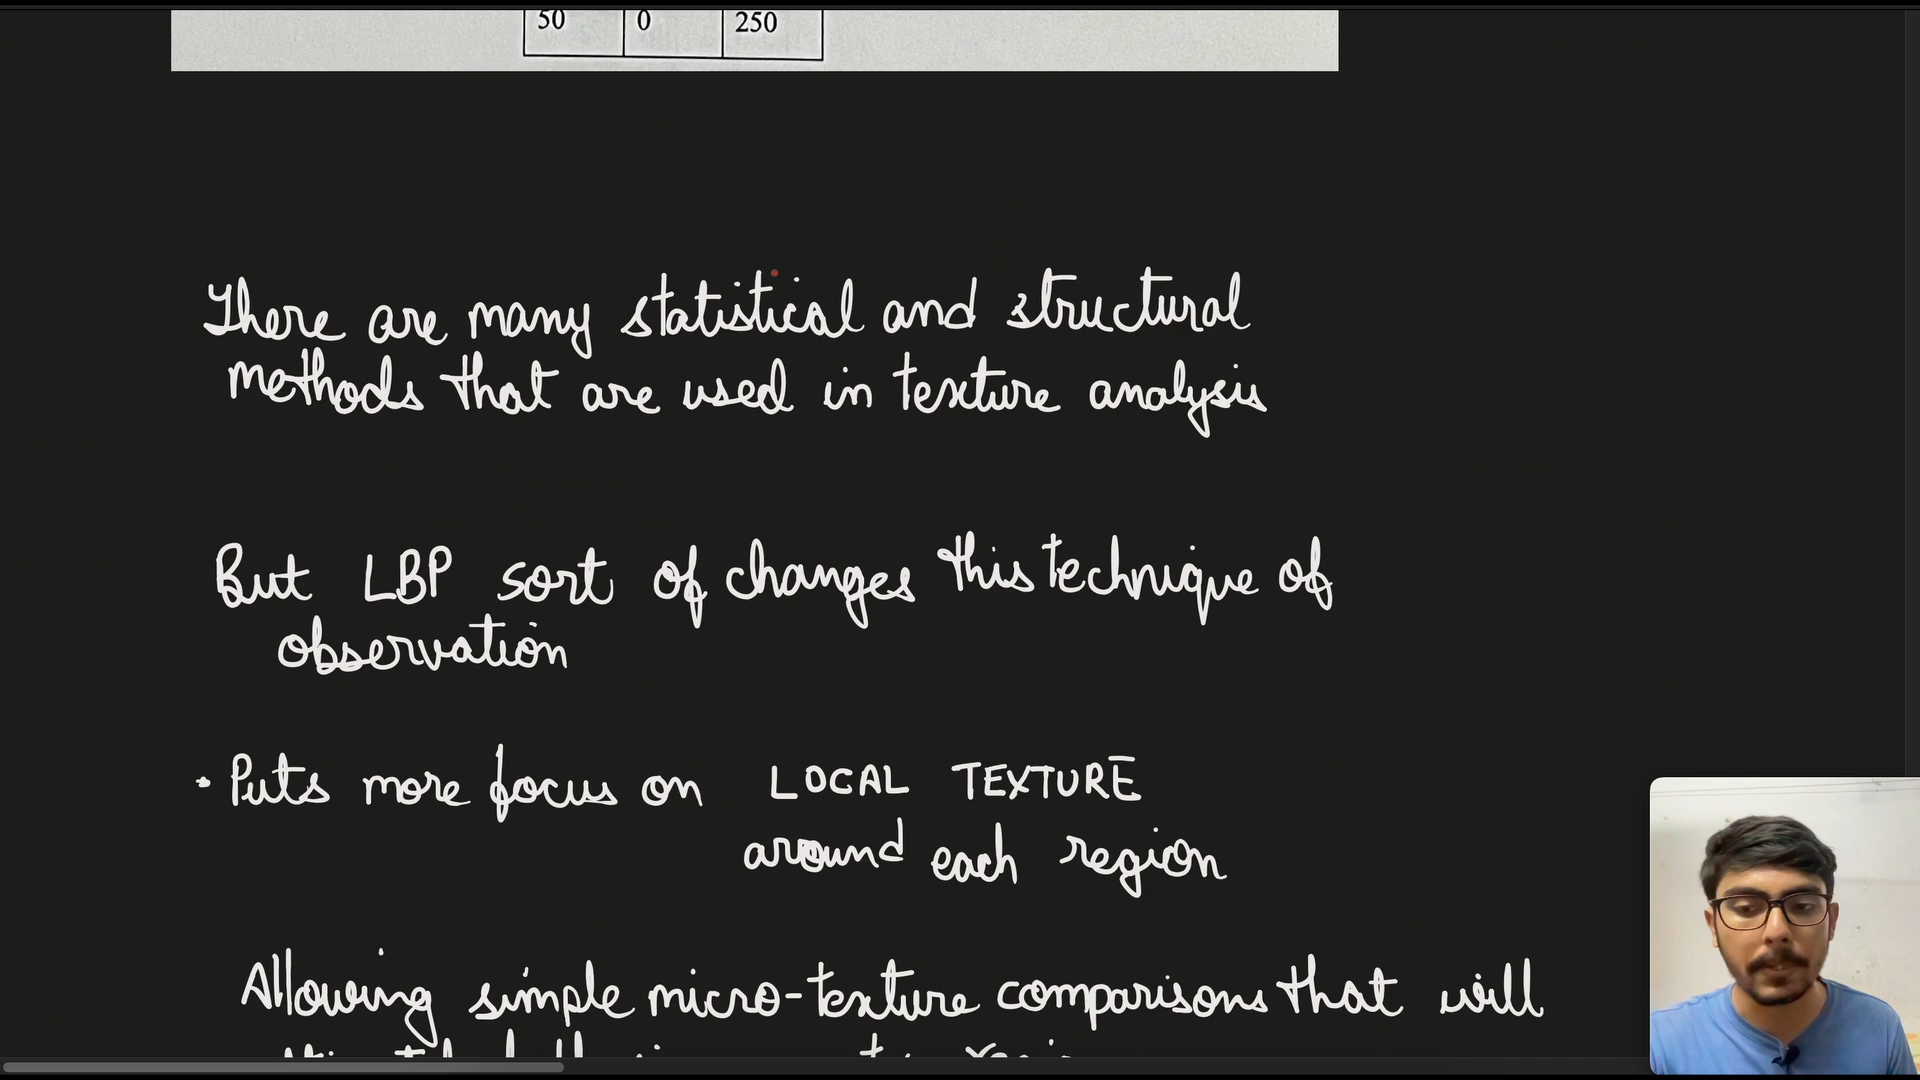 50 0 250
There are many statistical and structural
methods that are used in texture analysis
But LBP sort of changes this technique of
observation
• Puts more focus on LOCAL TEXTURE
around each region
Allowing simple micro-texture comparisons that will